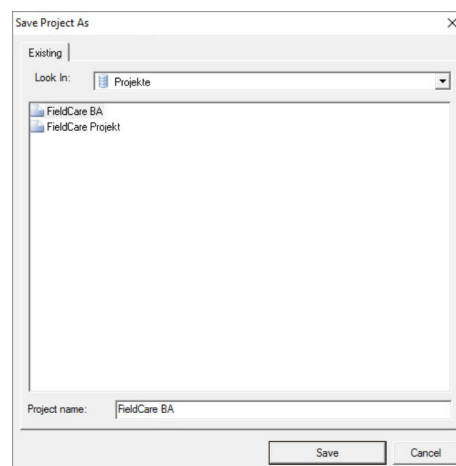 Save Project As
Existing
Look In: Projekte
FieldCare BA
FieldCare Projekt
Project name: FieldCare BA
Save Cancel